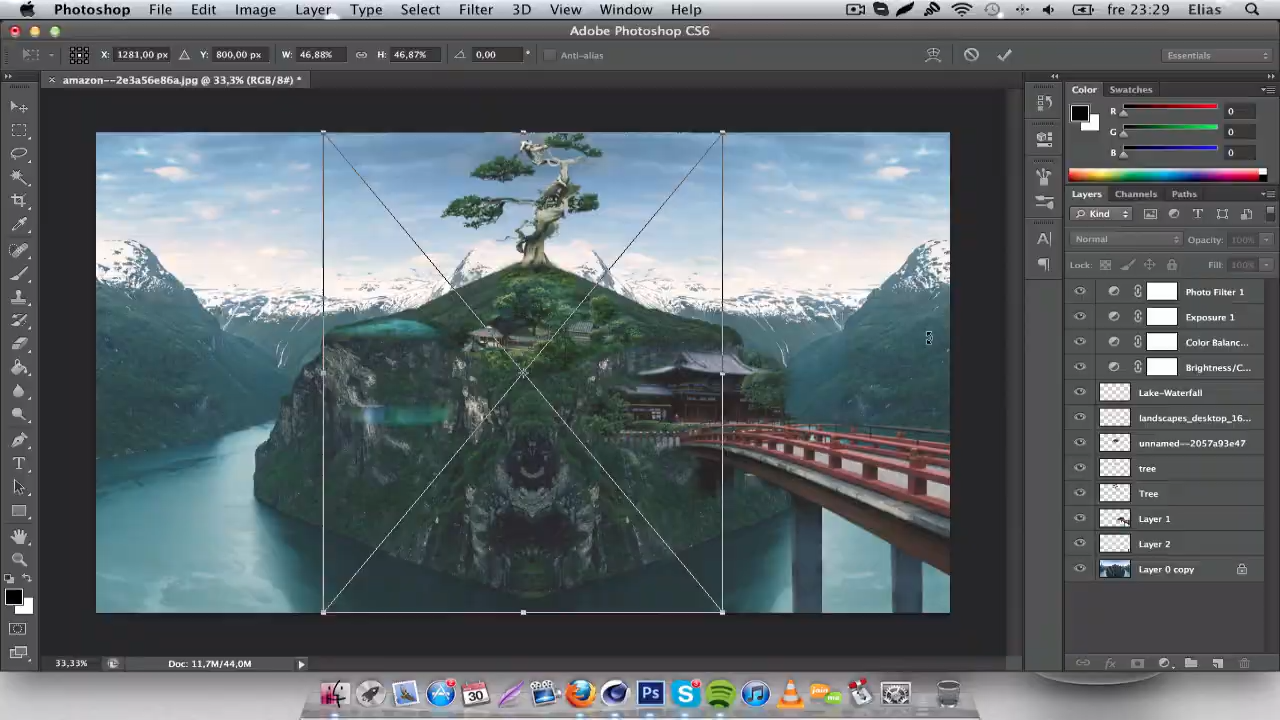 Photoshop File Edit Image Layer Type Select Filter 3D View Window Help fre 23:29 Elias
Adobe Photoshop CS6
X: 1281,00 px Y: 800,00 px W: 46,88% H: 46,87% 0,00 ° Anti-alias Essentials
amazon--2e3a56e86a.jpg @ 33,3% (RGB/8#) *
Color Swatches
R 0
G 0
B 0
Layers Channels Paths
Kind
Normal Opacity: 100%
Lock: Fill: 100%
Photo Filter 1
Exposure 1
Color Balanc...
Brightness/C...
Lake-Waterfall
landscapes_desktop_16...
unnamed--2057a93e47
tree
Tree
Layer 1
Layer 2
Layer 0 copy
33,33% Doc: 11,7M/44,0M
30 Ps